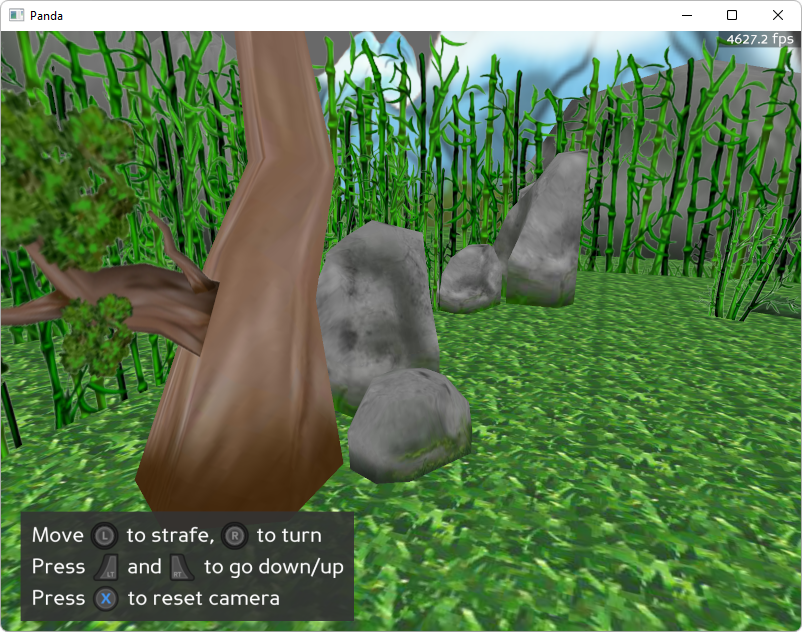 Panda
4627.2 fps
Move L to strafe, R to turn
Press LT and RT to go down/up
Press X to reset camera